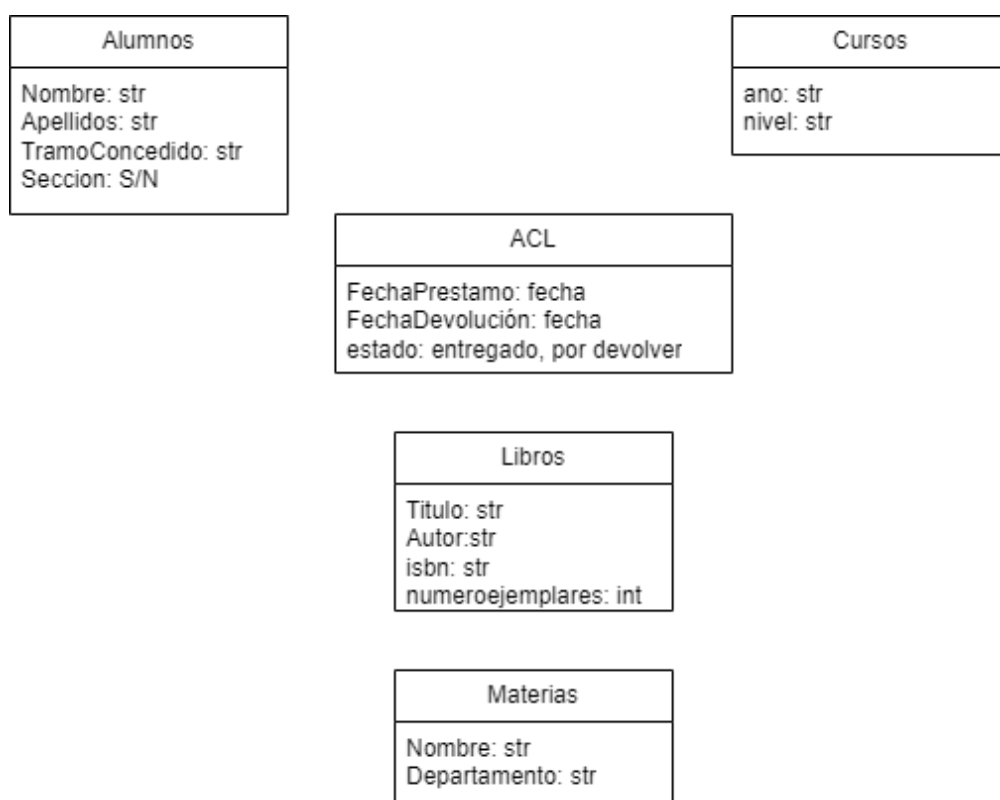 Alumnos
Nombre: str
Apellidos: str
TramoConcedido: str
Seccion: S/N
Cursos
ano: str
nivel: str
ACL
FechaPrestamo: fecha
FechaDevolución: fecha
estado: entregado, por devolver
Libros
Titulo: str
Autor:str
isbn: str
numeroejemplares: int
Materias
Nombre: str
Departamento: str